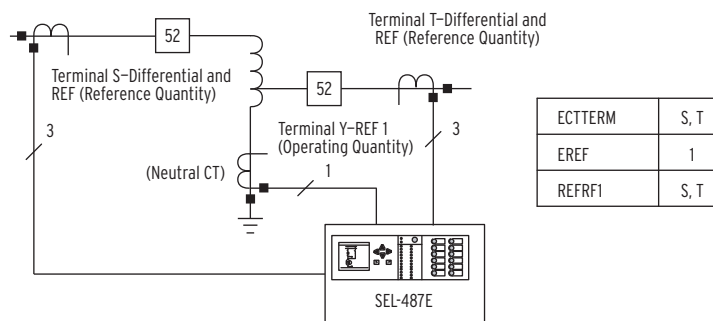 52
Terminal S–Differential and
REF (Reference Quantity)
Terminal T–Differential and
REF (Reference Quantity)
52
3
Terminal Y–REF 1
(Operating Quantity)
3
(Neutral CT)
1
SEL-487E
ECTTERM S, T
EREF 1
REFRF1 S, T